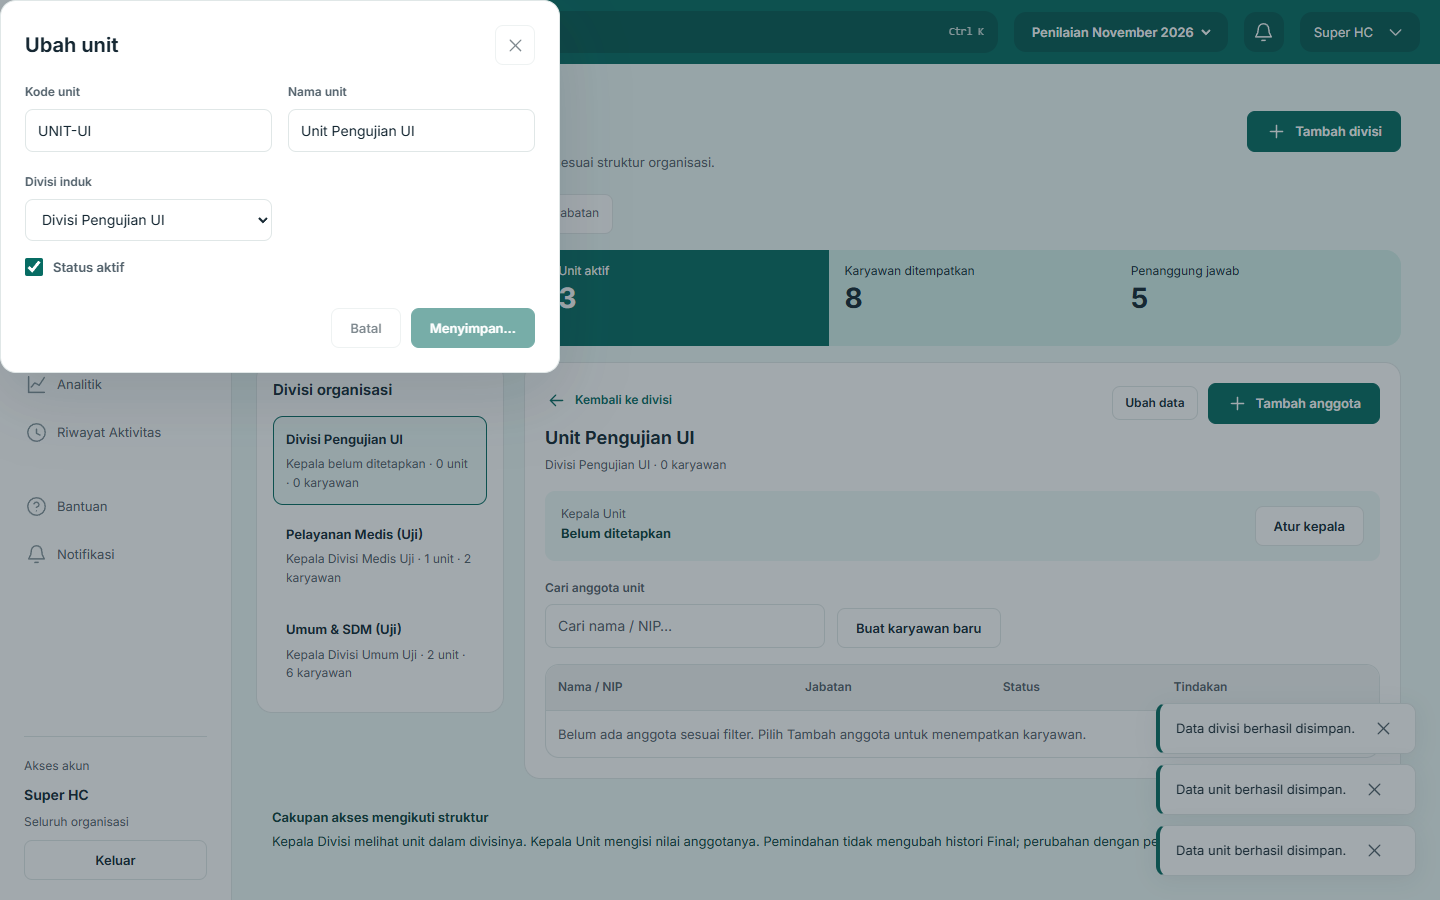 Ubah unit
Kode unit
Nama unit
UNIT-UI
Unit Pengujian UI
Divisi induk
Divisi Pengujian UI
Status aktif
Batal
Menyimpan...
Ctrl K
Penilaian November 2026
Super HC
Tambah divisi
esuai struktur organisasi.
abatan
Unit aktif
3
Karyawan ditempatkan
8
Penanggung jawab
5
Analitik
Riwayat Aktivitas
Bantuan
Notifikasi
Akses akun
Super HC
Seluruh organisasi
Keluar
Divisi organisasi
Divisi Pengujian UI
Kepala belum ditetapkan · 0 unit
· 0 karyawan
Pelayanan Medis (Uji)
Kepala Divisi Medis Uji · 1 unit · 2
karyawan
Umum & SDM (Uji)
Kepala Divisi Umum Uji · 2 unit ·
6 karyawan
Kembali ke divisi
Ubah data
Tambah anggota
Unit Pengujian UI
Divisi Pengujian UI · 0 karyawan
Kepala Unit
Belum ditetapkan
Atur kepala
Cari anggota unit
Cari nama / NIP...
Buat karyawan baru
Nama / NIP
Jabatan
Status
Tindakan
Belum ada anggota sesuai filter. Pilih Tambah anggota untuk menempatkan karyawan.
Cakupan akses mengikuti struktur
Kepala Divisi melihat unit dalam divisinya. Kepala Unit mengisi nilai anggotanya. Pemindahan tidak mengubah histori Final; perubahan dengan pe
Data divisi berhasil disimpan.
Data unit berhasil disimpan.
Data unit berhasil disimpan.